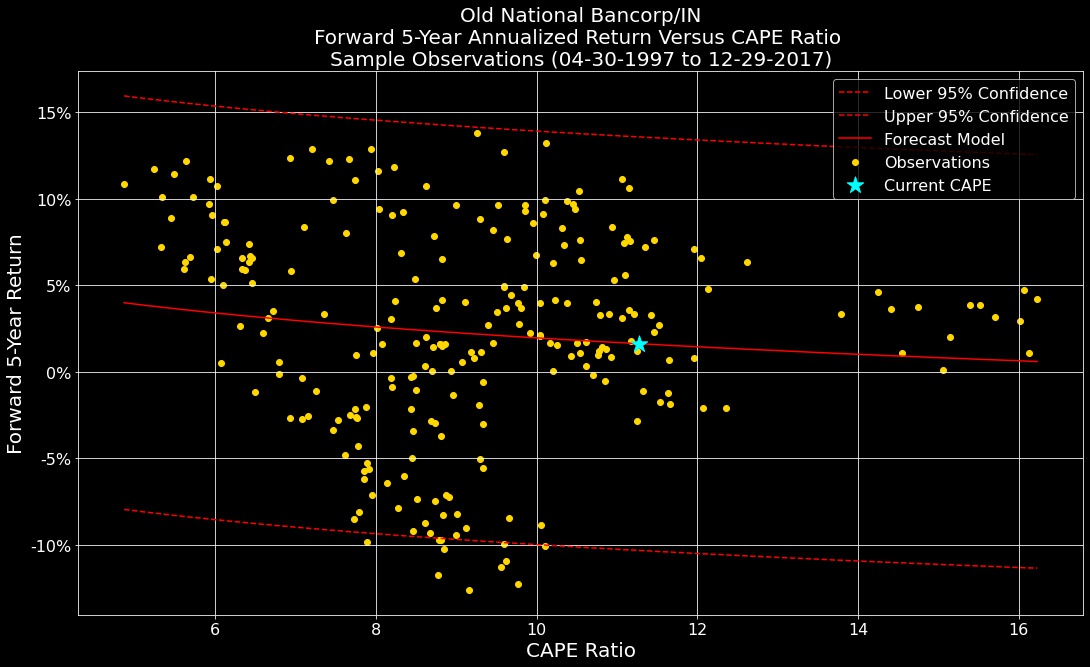 Old National Bancorp/IN
Forward 5-Year Annualized Return Versus CAPE Ratio
Sample Observations (04-30-1997 to 12-29-2017)
Lower 95% Confidence
Upper 95% Confidence
Forecast Model
Observations
Current CAPE
Forward 5-Year Return
15%
10%
5%
0%
-5%
-10%
6 8 10 12 14 16
CAPE Ratio